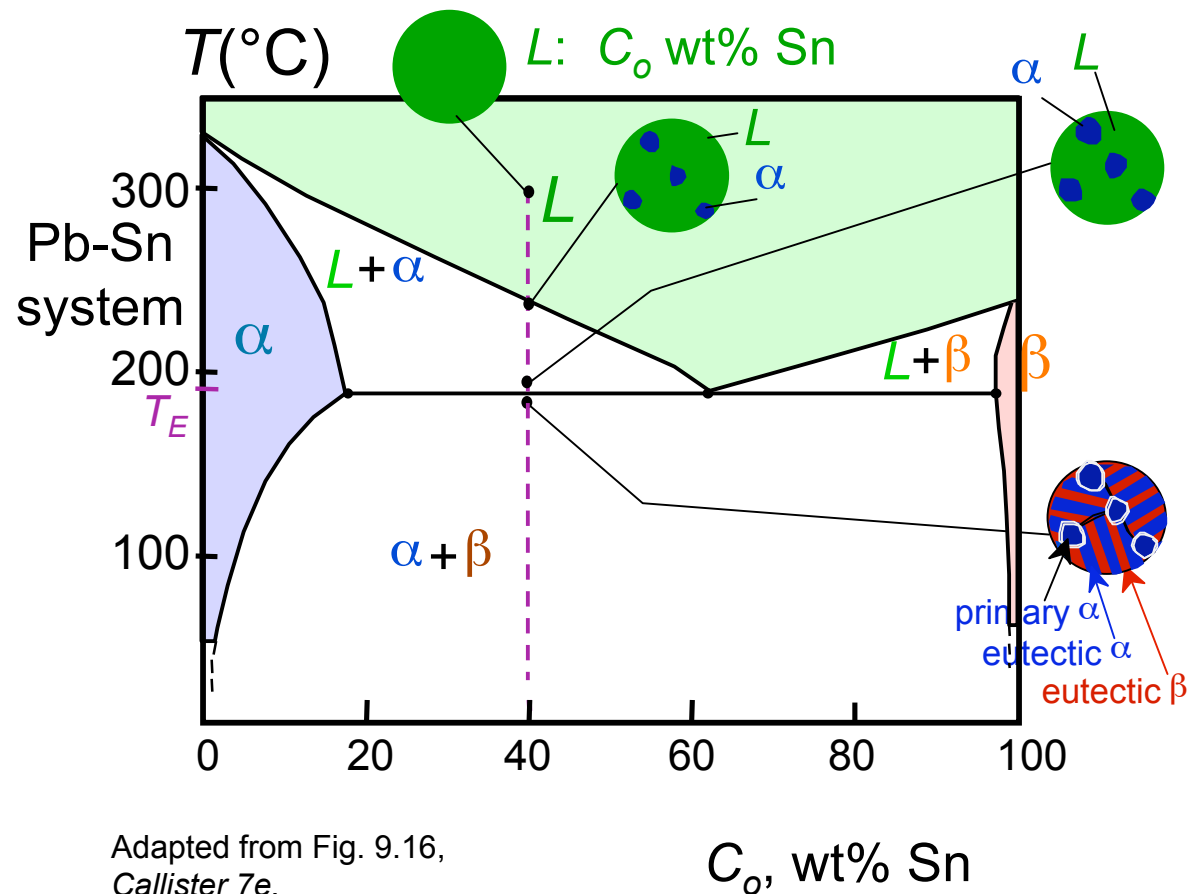 T(°C)
L: Co wt% Sn
α
L
L
α
300
L
Pb-Sn
system
L+α
α
200
L+β
β
TE
100
α+β
primary α
eutectic α
eutectic β
0
20
40
60
80
100
Adapted from Fig. 9.16,
Callister 7e.
Co, wt% Sn